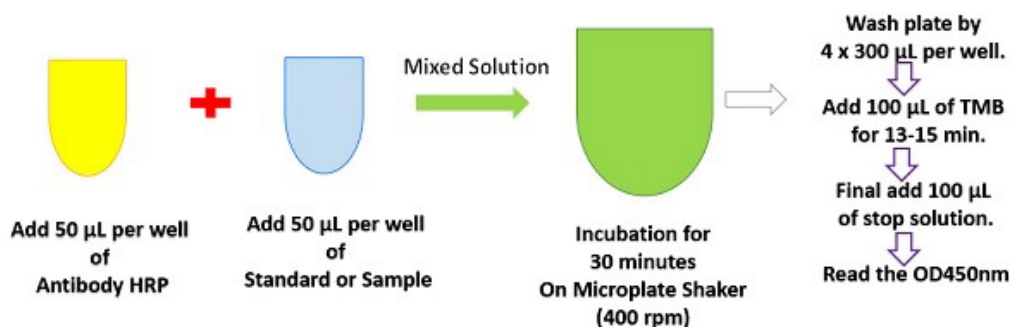 Add 50 µL per well
of
Antibody HRP
Add 50 µL per well
of
Standard or Sample
Mixed Solution
Incubation for
30 minutes
On Microplate Shaker
(400 rpm)
Wash plate by
4 x 300 µL per well.
Add 100 µL of TMB
for 13-15 min.
Final add 100 µL
of stop solution.
Read the OD450nm